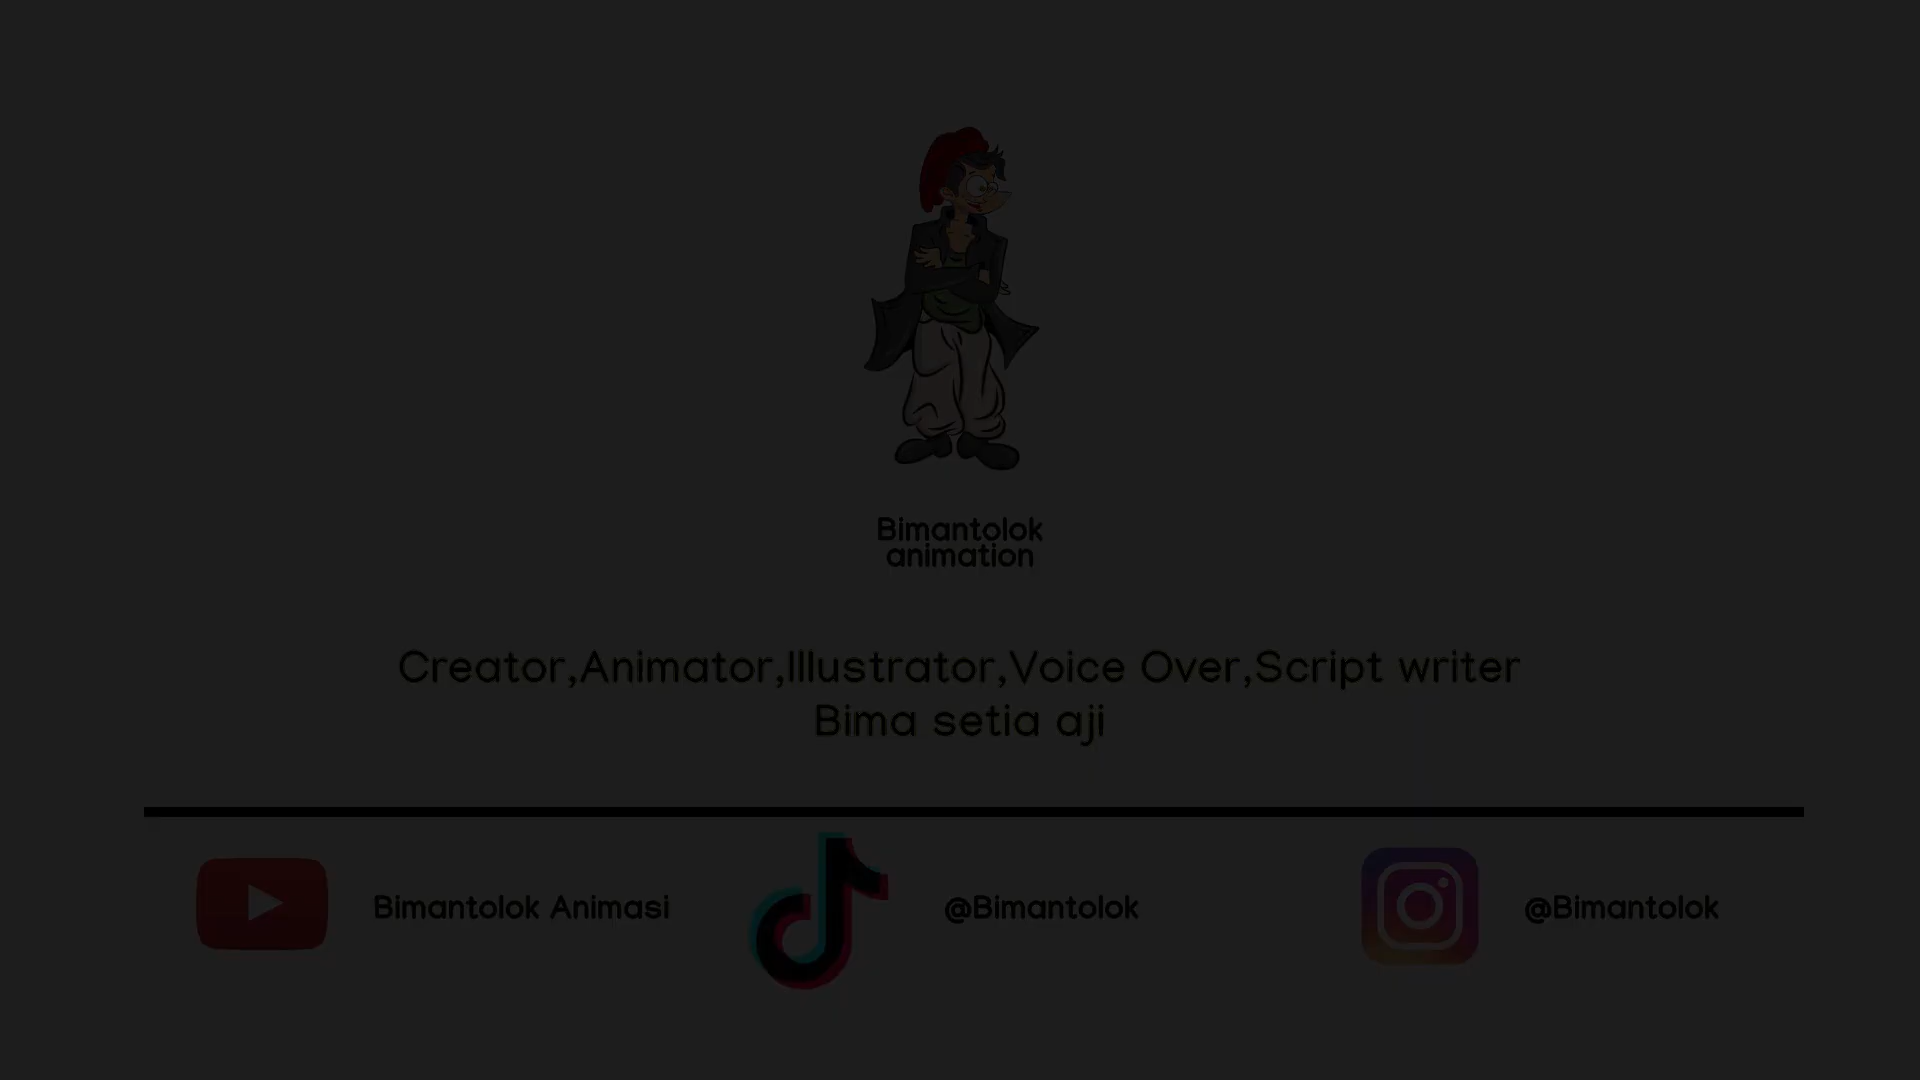 Bimantolok
animation
Creator,Animator,Illustrator,Voice Over,Script writer
Bima setia aji
Bimantolok Animasi
@Bimantolok
@Bimantolok